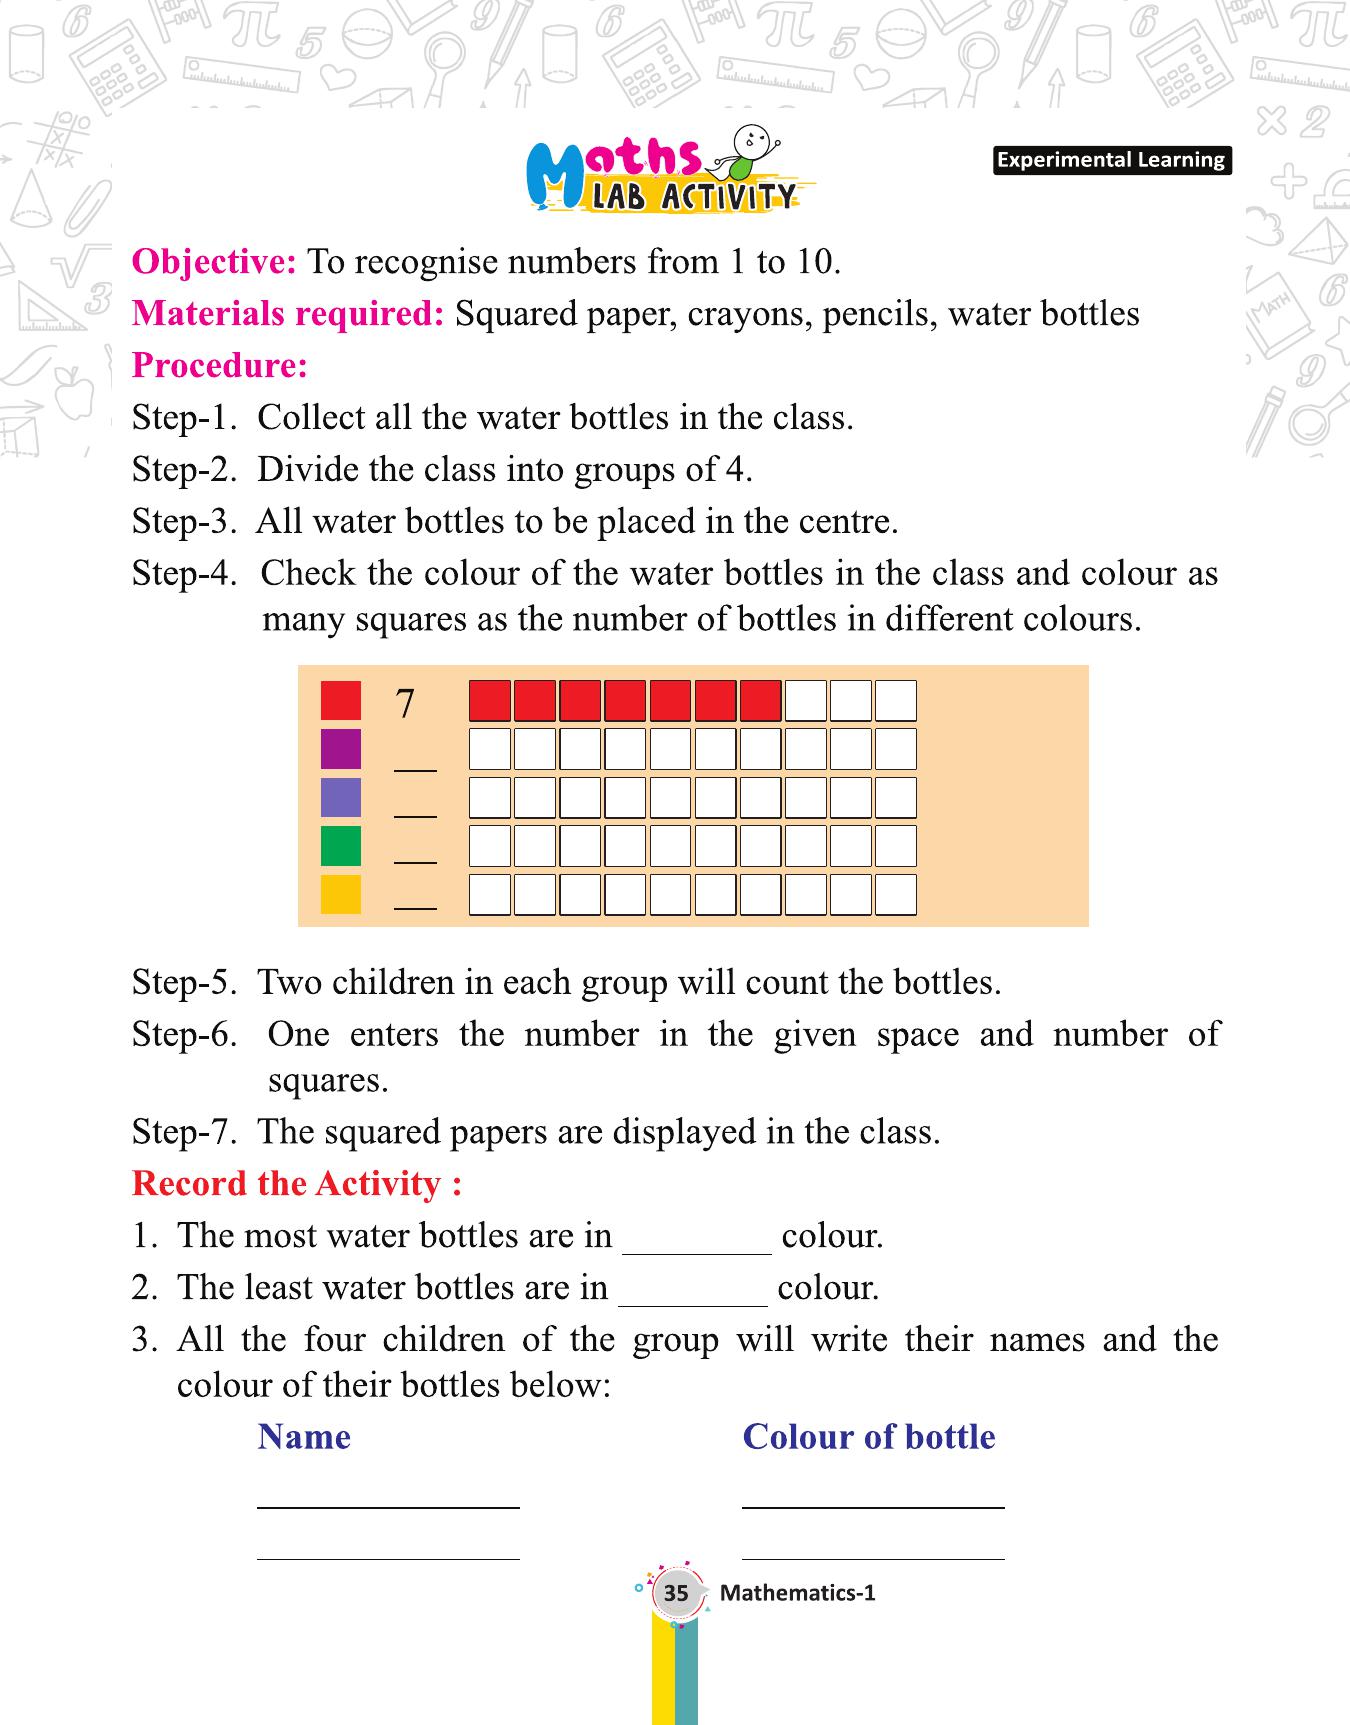 Maths
LAB ACTIVITY
Experimental Learning
Objective: To recognise numbers from 1 to 10.
Materials required: Squared paper, crayons, pencils, water bottles
Procedure:
Step-1. Collect all the water bottles in the class.
Step-2. Divide the class into groups of 4.
Step-3. All water bottles to be placed in the centre.
Step-4. Check the colour of the water bottles in the class and colour as
many squares as the number of bottles in different colours.
7
Step-5. Two children in each group will count the bottles.
Step-6. One enters the number in the given space and number of
squares.
Step-7. The squared papers are displayed in the class.
Record the Activity :
1. The most water bottles are in ________ colour.
2. The least water bottles are in ________ colour.
3. All the four children of the group will write their names and the
colour of their bottles below:
Name Colour of bottle
35 Mathematics-1